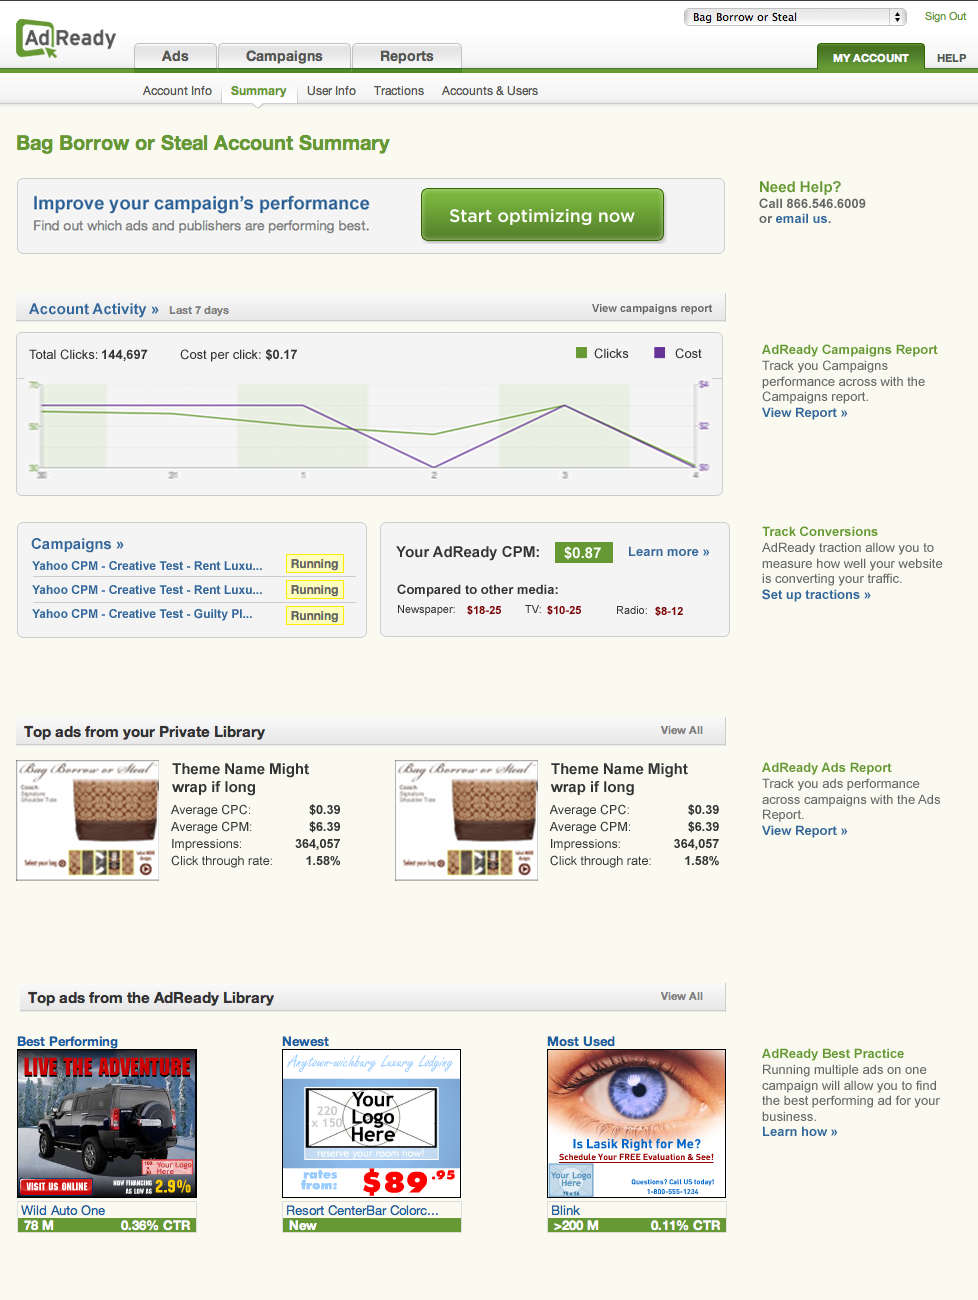 Bag Borrow or Steal
Sign Out
AdReady
Ads
Campaigns
Reports
MY ACCOUNT
HELP
Account Info
Summary
User Info
Tractions
Accounts & Users
Bag Borrow or Steal Account Summary
Improve your campaign's performance
Find out which ads and publishers are performing best.
Start optimizing now
Need Help?
Call 866.546.6009
or email us.
Account Activity »
Last 7 days
View campaigns report
Total Clicks: 144,697
Cost per click: $0.17
Clicks
Cost
$4
$2
$0
31
1
2
3
4
AdReady Campaigns Report
Track you Campaigns
performance across with the
Campaigns report.
View Report »
Campaigns »
Yahoo CPM - Creative Test - Rent Luxu...
Running
Yahoo CPM - Creative Test - Rent Luxu...
Running
Yahoo CPM - Creative Test - Guilty Pl...
Running
Your AdReady CPM:
$0.87
Learn more »
Compared to other media:
Newspaper: $18-25
TV: $10-25
Radio: $8-12
Track Conversions
AdReady traction allow you to
measure how well your website
is converting your traffic.
Set up tractions »
Top ads from your Private Library
View All
Bag Borrow or Steal
Coach
Signature
Shoulder Tote
Select your bag
Theme Name Might
wrap if long
Average CPC: $0.39
Average CPM: $6.39
Impressions: 364,057
Click through rate: 1.58%
Bag Borrow or Steal
Coach
Signature
Shoulder Tote
Select your bag
Theme Name Might
wrap if long
Average CPC: $0.39
Average CPM: $6.39
Impressions: 364,057
Click through rate: 1.58%
AdReady Ads Report
Track you ads performance
across campaigns with the Ads
Report.
View Report »
Top ads from the AdReady Library
View All
Best Performing
LIVE THE ADVENTURE
Your Logo
Here
VISIT US ONLINE
NOW FINANCING
AS LOW AS 2.9%
Wild Auto One
78 M
0.36% CTR
Newest
Anytown-wichbury Luxury Lodging
220
x 150
Your
Logo
Here
reserve your room now!
rates
from:
$89.95
Resort CenterBar Colorc...
New
Most Used
Is Lasik Right for Me?
Schedule Your FREE Evaluation & See!
Your Logo
Here
75 x 56
Questions? Call US today!
1-800-555-1234
Blink
>200 M
0.11% CTR
AdReady Best Practice
Running multiple ads on one
campaign will allow you to find
the best performing ad for your
business.
Learn how »